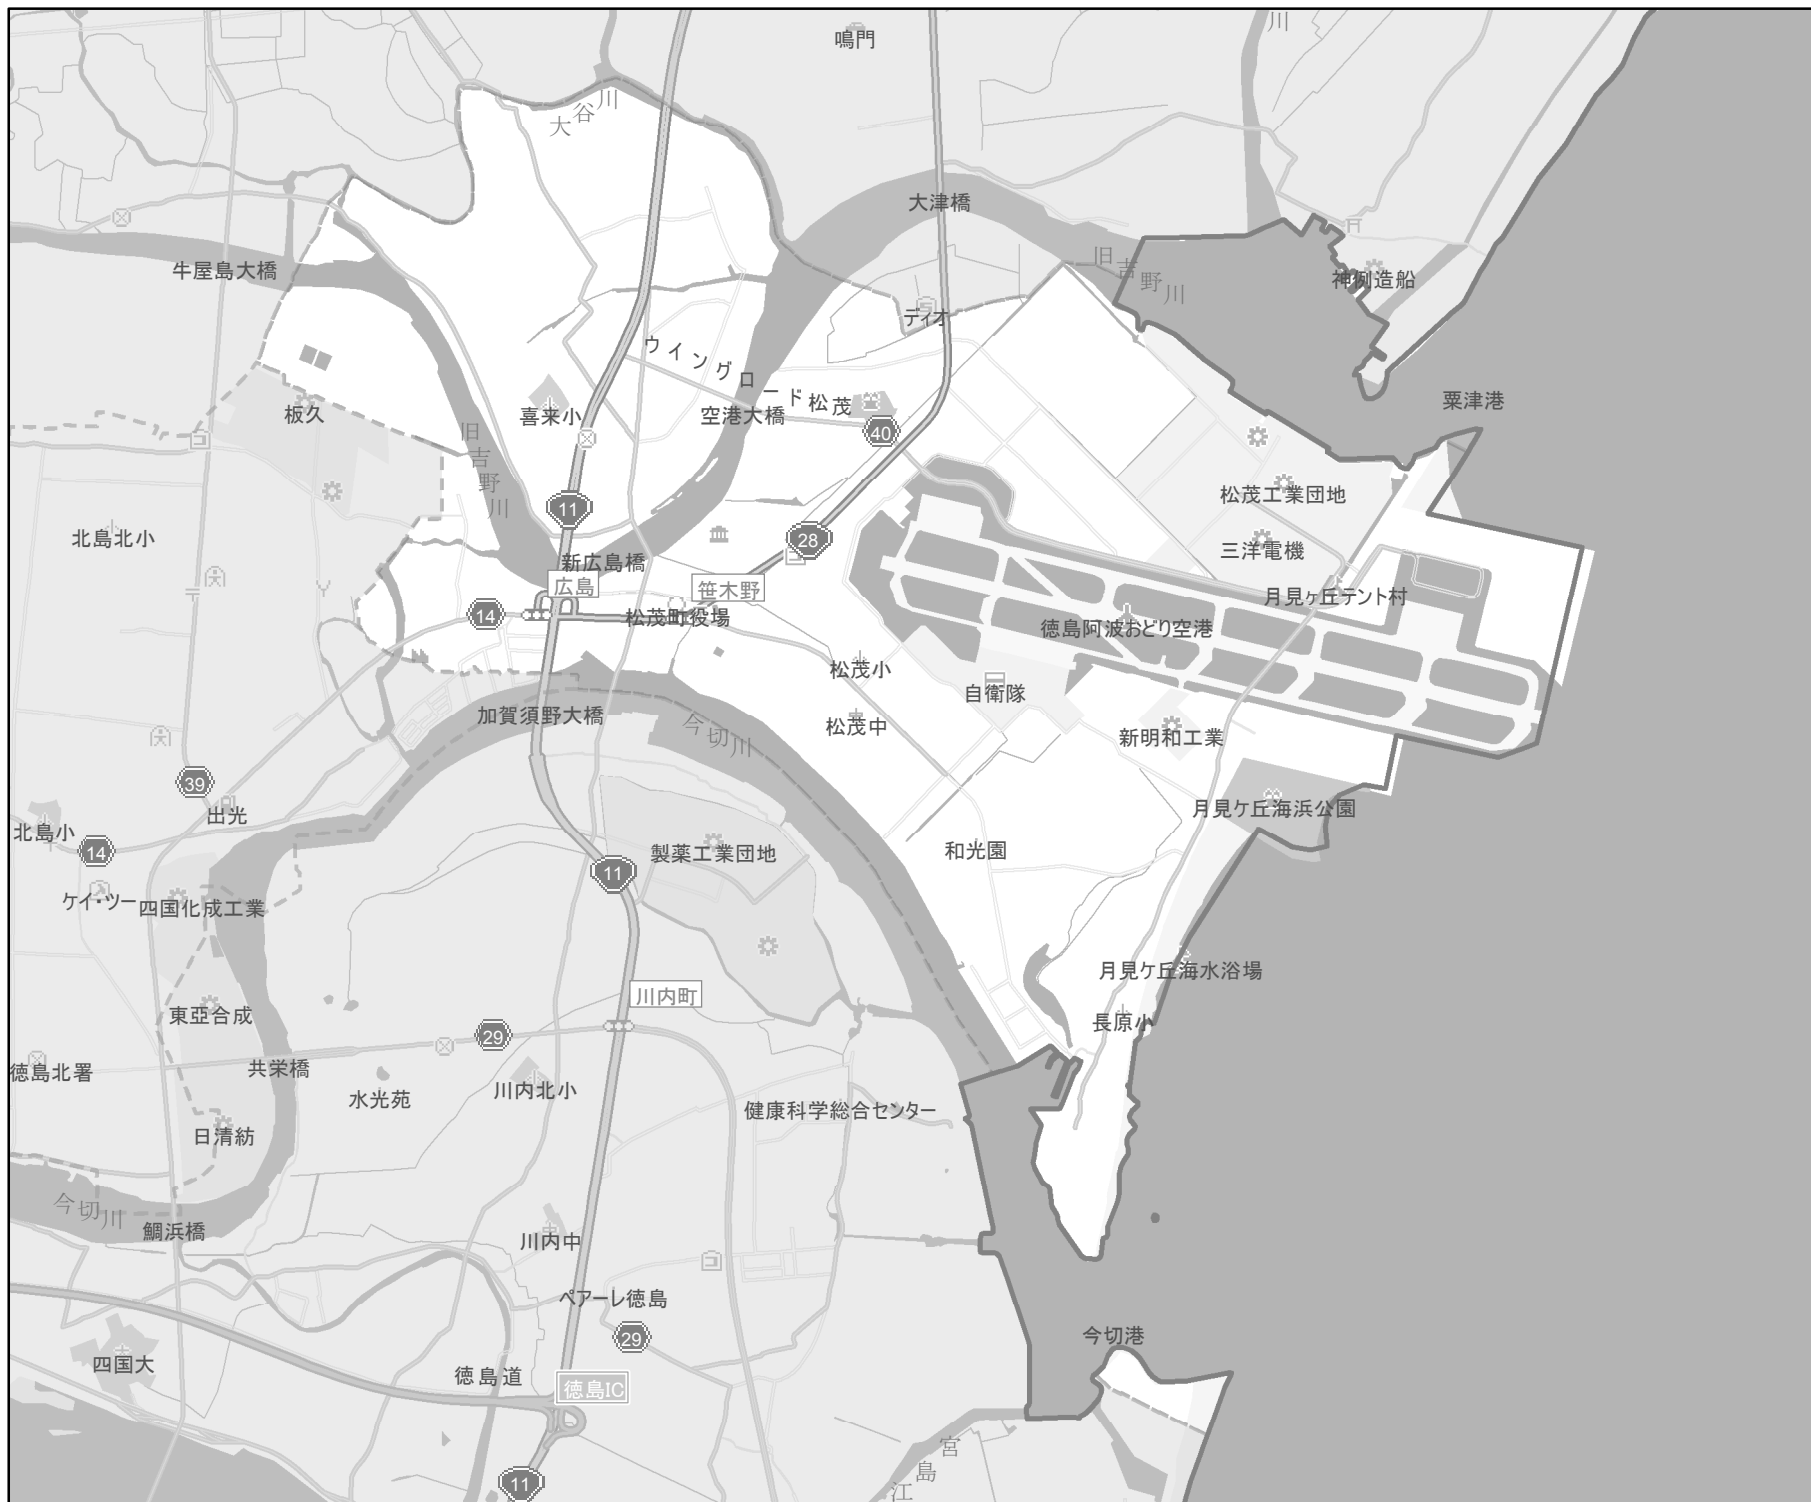 川
鳴門
大谷川
大津橋
旧吉野川
牛屋島大橋
神例造船
ディオ
ウイングロード松茂
粟津港
板久
喜来小
空港大橋
40
旧吉野川
松茂工業団地
11
北島北小
28
三洋電機
新広島橋
広島
笹木野
月見ヶ丘テント村
14
松茂町役場
徳島阿波おどり空港
松茂小
自衛隊
加賀須野大橋
今切川
松茂中
新明和工業
39
出光
月見ケ丘海浜公園
北島小
14
製薬工業団地
和光園
11
ケイ・ツー
四国化成工業
月見ケ丘海水浴場
川内町
東亞合成
長原小
29
徳島北署
共栄橋
水光苑
川内北小
健康科学総合センター
日清紡
今切川
鯛浜橋
川内中
ペアーレ徳島
29
今切港
四国大
徳島道
徳島IC
宮島江
11